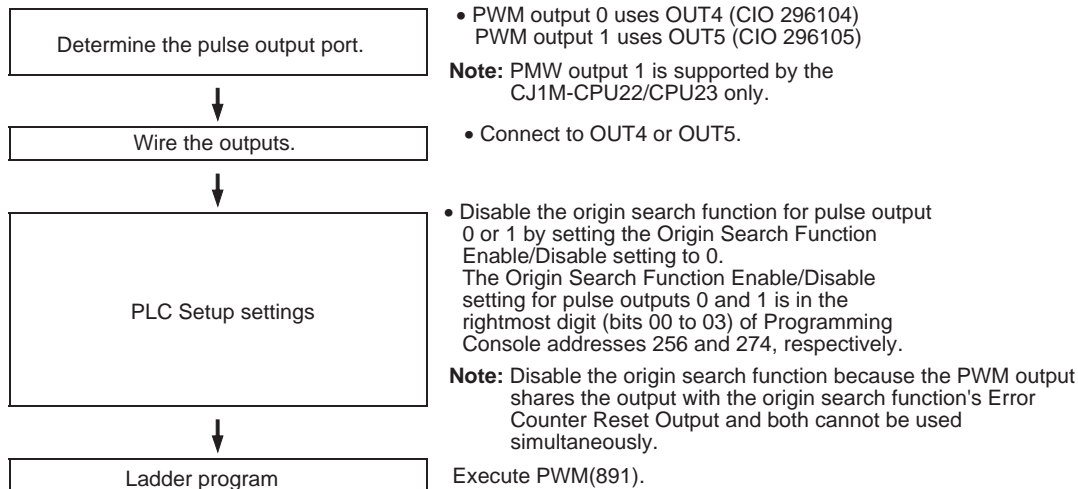 Determine the pulse output port.
• PWM output 0 uses OUT4 (CIO 296104)
PWM output 1 uses OUT5 (CIO 296105)
Note: PMW output 1 is supported by the
CJ1M-CPU22/CPU23 only.
Wire the outputs.
• Connect to OUT4 or OUT5.
PLC Setup settings
• Disable the origin search function for pulse output
0 or 1 by setting the Origin Search Function
Enable/Disable setting to 0.
The Origin Search Function Enable/Disable
setting for pulse outputs 0 and 1 is in the
rightmost digit (bits 00 to 03) of Programming
Console addresses 256 and 274, respectively.
Note: Disable the origin search function because the PWM output
shares the output with the origin search function's Error
Counter Reset Output and both cannot be used
simultaneously.
Ladder program
Execute PWM(891).